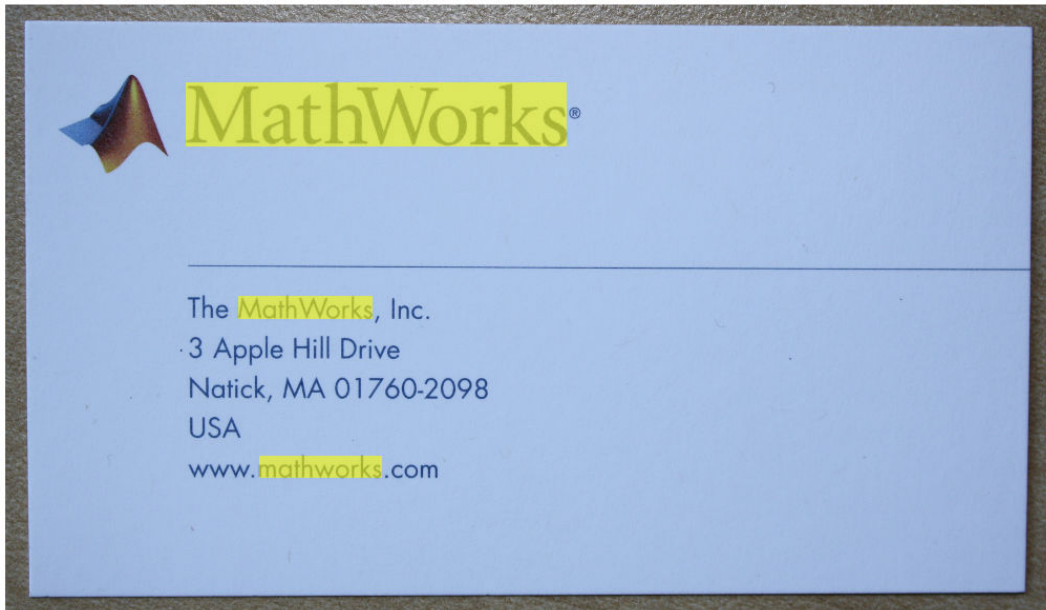 MathWorks®
The MathWorks, Inc.
3 Apple Hill Drive
Natick, MA 01760-2098
USA
www.mathworks.com